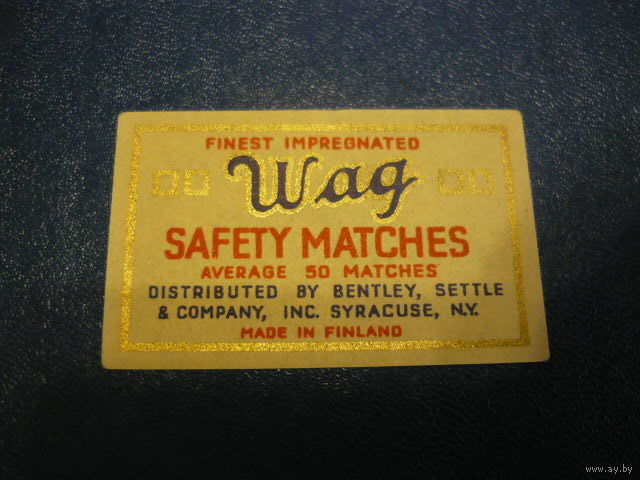 FINEST IMPREGNATED
Wag
SAFETY MATCHES
AVERAGE 50 MATCHES
DISTRIBUTED BY BENTLEY, SETTLE
& COMPANY, INC. SYRACUSE, N.Y.
MADE IN FINLAND
www.ay.by